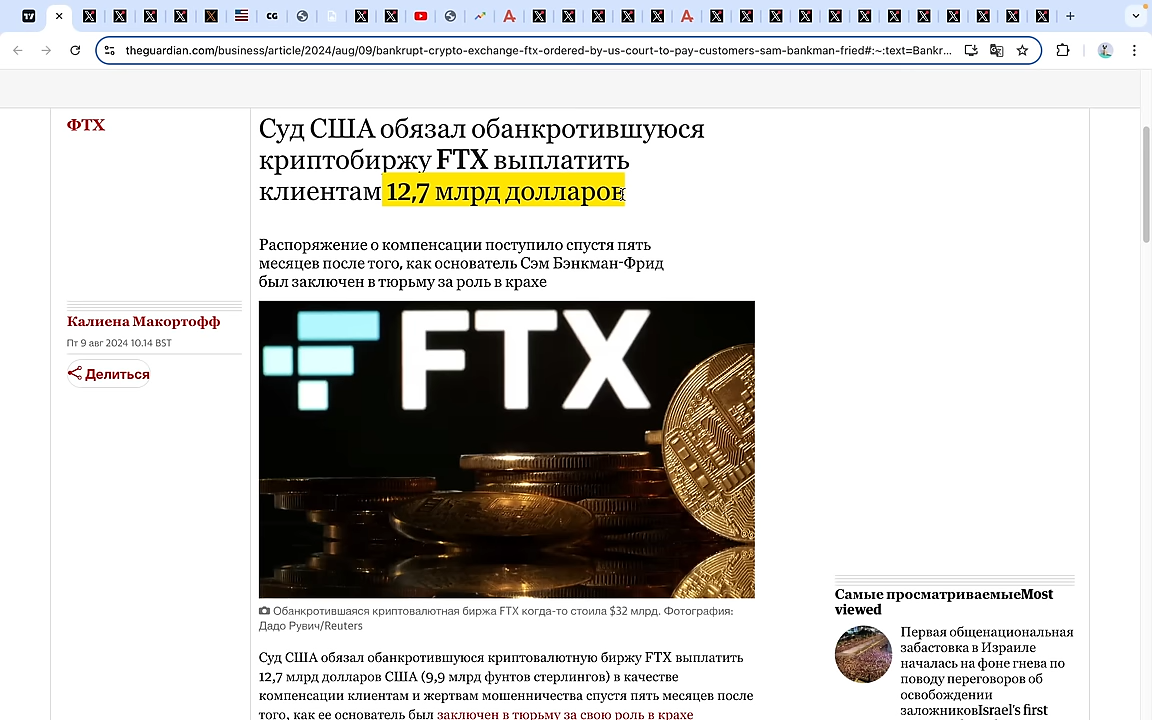 theguardian.com/business/article/2024/aug/09/bankrupt-crypto-exchange-ftx-ordered-by-us-court-to-pay-customers-sam-bankman-fried#:~:text=Bankr...
ФТХ
Суд США обязал обанкротившуюся
криптобиржу FTX выплатить
клиентам 12,7 млрд долларов
Распоряжение о компенсации поступило спустя пять
месяцев после того, как основатель Сэм Бэнкман-Фрид
был заключен в тюрьму за роль в крахе
Калиена Макортофф
Пт 9 авг 2024 10.14 BST
Делиться
FTX
Обанкротившаяся криптовалютная биржа FTX когда-то стоила $32 млрд. Фотография:
Дадо Рувич/Reuters
Суд США обязал обанкротившуюся криптовалютную биржу FTX выплатить
12,7 млрд долларов США (9,9 млрд фунтов стерлингов) в качестве
компенсации клиентам и жертвам мошенничества спустя пять месяцев после
того, как ее основатель был заключен в тюрьму за свою роль в крахе
Самые просматриваемыеMost
viewed
Первая общенациональная
забастовка в Израиле
началась на фоне гнева по
поводу переговоров об
освобождении
заложниковIsrael's first